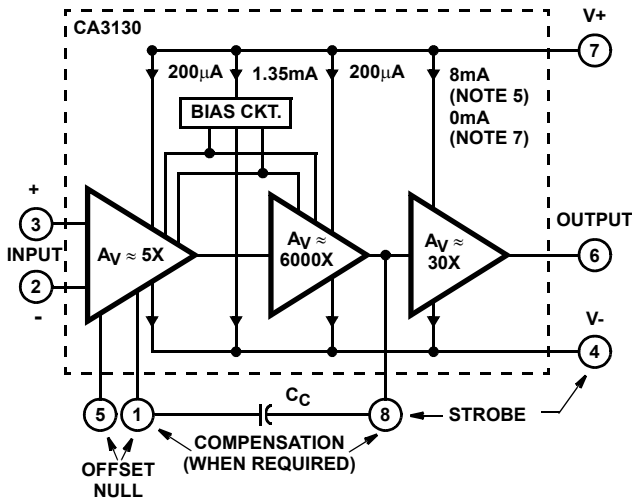 CA3130
V+
7
200µA
1.35mA
200µA
8mA
(NOTE 5)
0mA
(NOTE 7)
BIAS CKT.
+
3
INPUT
2
-
AV ≈ 5X
AV ≈
6000X
AV ≈
30X
OUTPUT
6
V-
4
CC
5
1
8
STROBE
COMPENSATION
(WHEN REQUIRED)
OFFSET
NULL